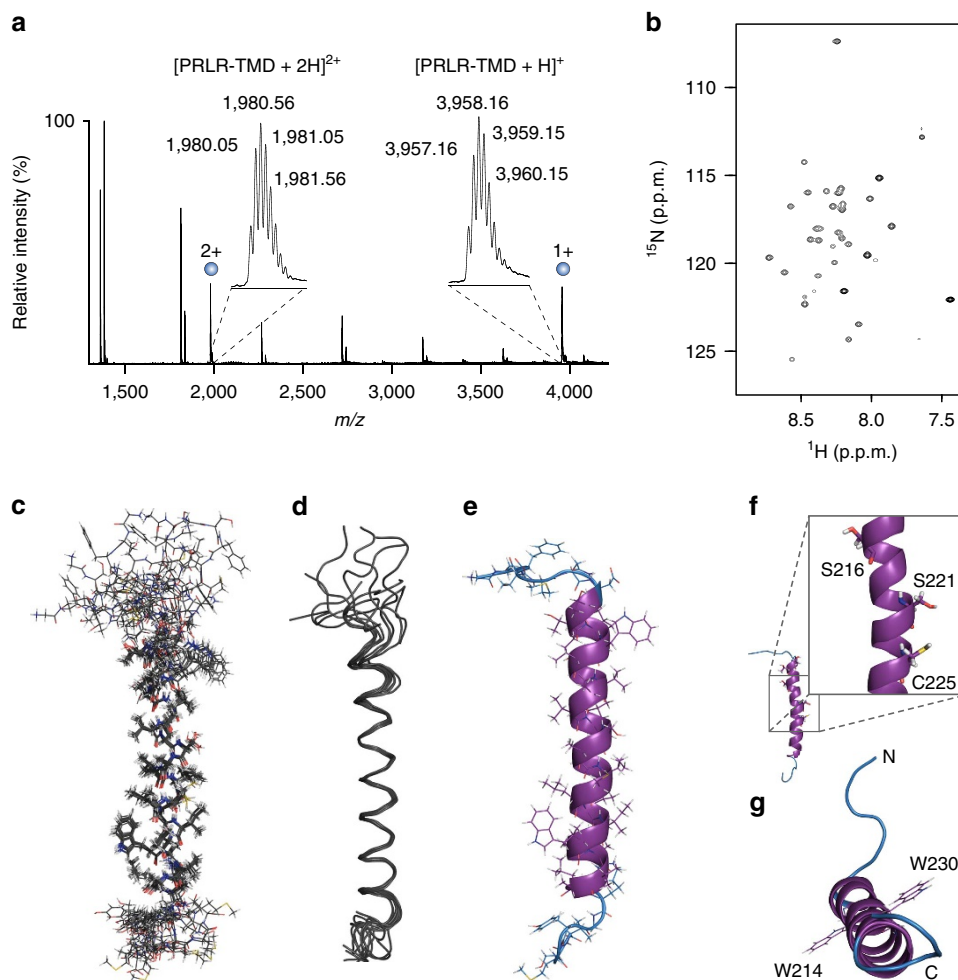 a
[PRLR-TMD + 2H]2+
[PRLR-TMD + H]+
1,980.56
1,980.05
1,981.05
1,981.56
3,958.16
3,957.16
3,959.15
3,960.15
100
2+
1+
Relative intensity (%)
1,500 2,000 2,500 3,000 3,500 4,000
m/z
b
110
115
120
125
15N (p.p.m.)
8.5 8.0 7.5
1H (p.p.m.)
c
d
e
f
S216
S221
C225
g
N
W230
W214
C